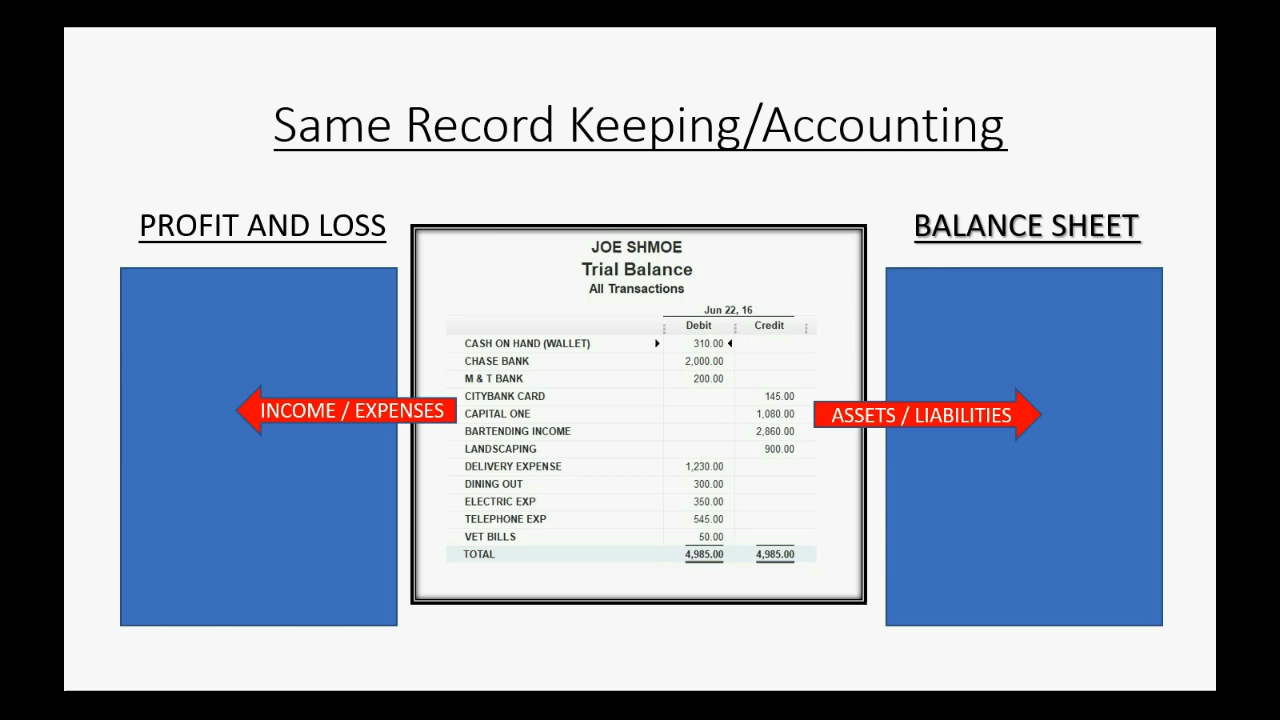 Same Record Keeping/Accounting
PROFIT AND LOSS
BALANCE SHEET
INCOME / EXPENSES
ASSETS / LIABILITIES
JOE SHMOE
Trial Balance
All Transactions
Jun 22, 16
Debit Credit
CASH ON HAND (WALLET) 310.00
CHASE BANK 2,000.00
M & T BANK 200.00
CITYBANK CARD 145.00
CAPITAL ONE 1,080.00
BARTENDING INCOME 2,860.00
LANDSCAPING 900.00
DELIVERY EXPENSE 1,230.00
DINING OUT 300.00
ELECTRIC EXP 350.00
TELEPHONE EXP 545.00
VET BILLS 50.00
TOTAL 4,985.00 4,985.00